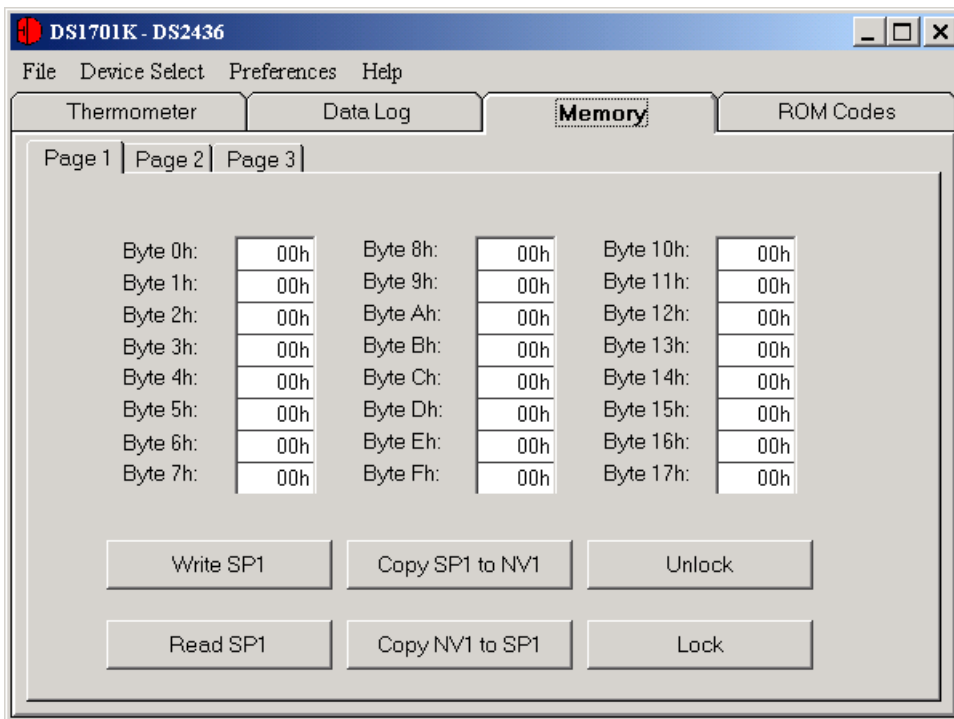 DS1701K - DS2436
File Device Select Preferences Help
Thermometer Data Log Memory ROM Codes
Page 1 Page 2 Page 3
Byte 0h: 00h Byte 8h: 00h Byte 10h: 00h
Byte 1h: 00h Byte 9h: 00h Byte 11h: 00h
Byte 2h: 00h Byte Ah: 00h Byte 12h: 00h
Byte 3h: 00h Byte Bh: 00h Byte 13h: 00h
Byte 4h: 00h Byte Ch: 00h Byte 14h: 00h
Byte 5h: 00h Byte Dh: 00h Byte 15h: 00h
Byte 6h: 00h Byte Eh: 00h Byte 16h: 00h
Byte 7h: 00h Byte Fh: 00h Byte 17h: 00h
Write SP1 Copy SP1 to NV1 Unlock
Read SP1 Copy NV1 to SP1 Lock